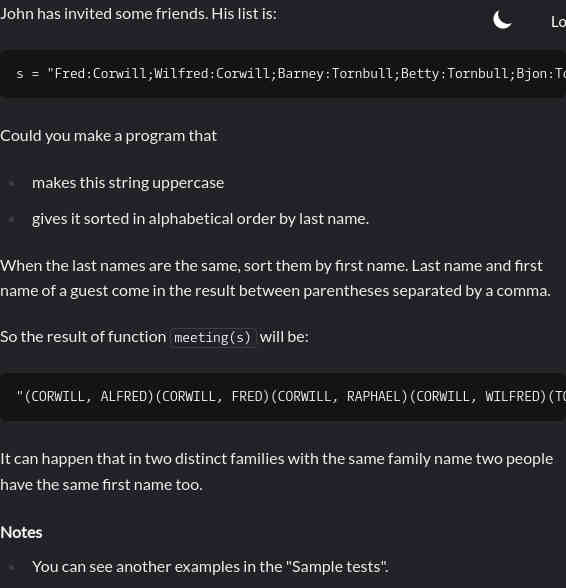 John has invited some friends. His list is:
Lo
s = "Fred:Corwill;Wilfred:Corwill;Barney:Tornbull;Betty:Tornbull;Bjon:To
Could you make a program that
makes this string uppercase
gives it sorted in alphabetical order by last name.
When the last names are the same, sort them by first name. Last name and first
name of a guest come in the result between parentheses separated by a comma.
So the result of function meeting(s) will be:
"(CORWILL, ALFRED)(CORWILL, FRED)(CORWILL, RAPHAEL)(CORWILL, WILFRED)(TO
It can happen that in two distinct families with the same family name two people
have the same first name too.
Notes
You can see another examples in the "Sample tests".